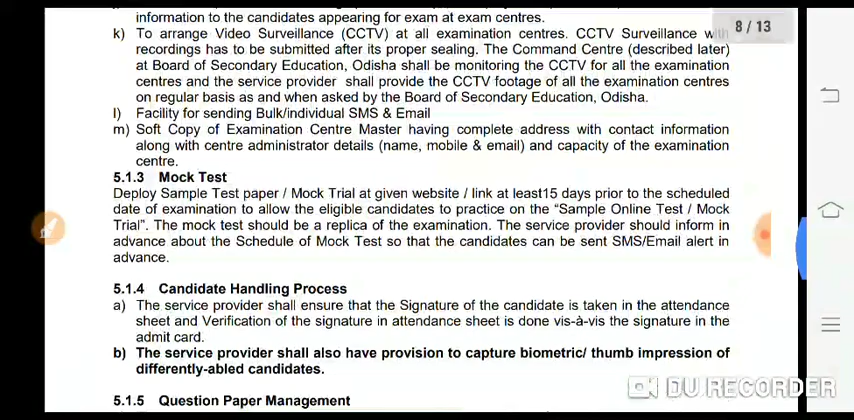 information to the candidates appearing for exam at exam centres.
8 / 13
k) To arrange Video Surveillance (CCTV) at all examination centres. CCTV Surveillance with
recordings has to be submitted after its proper sealing. The Command Centre (described later)
at Board of Secondary Education, Odisha shall be monitoring the CCTV for all the examination
centres and the service provider shall provide the CCTV footage of all the examination centres
on regular basis as and when asked by the Board of Secondary Education, Odisha.
l) Facility for sending Bulk/individual SMS & Email
m) Soft Copy of Examination Centre Master having complete address with contact information
along with centre administrator details (name, mobile & email) and capacity of the examination
centre.
5.1.3 Mock Test
Deploy Sample Test paper / Mock Trial at given website / link at least15 days prior to the scheduled
date of examination to allow the eligible candidates to practice on the “Sample Online Test / Mock
Trial”. The mock test should be a replica of the examination. The service provider should inform in
advance about the Schedule of Mock Test so that the candidates can be sent SMS/Email alert in
advance.
5.1.4 Candidate Handling Process
a) The service provider shall ensure that the Signature of the candidate is taken in the attendance
sheet and Verification of the signature in attendance sheet is done vis-à-vis the signature in the
admit card.
b) The service provider shall also have provision to capture biometric/ thumb impression of
differently-abled candidates.
DU RECORDER
5.1.5 Question Paper Management